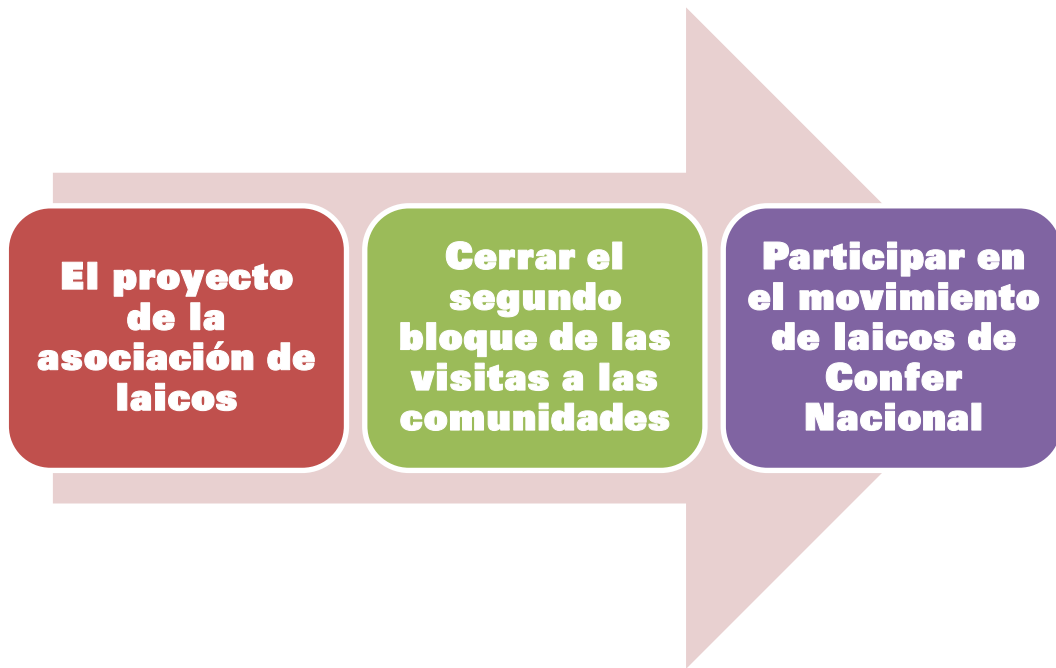 El proyecto
de la
asociación de
laicos
Cerrar el
segundo
bloque de las
visitas a las
comunidades
Participar en
el movimiento
de laicos de
Confer
Nacional